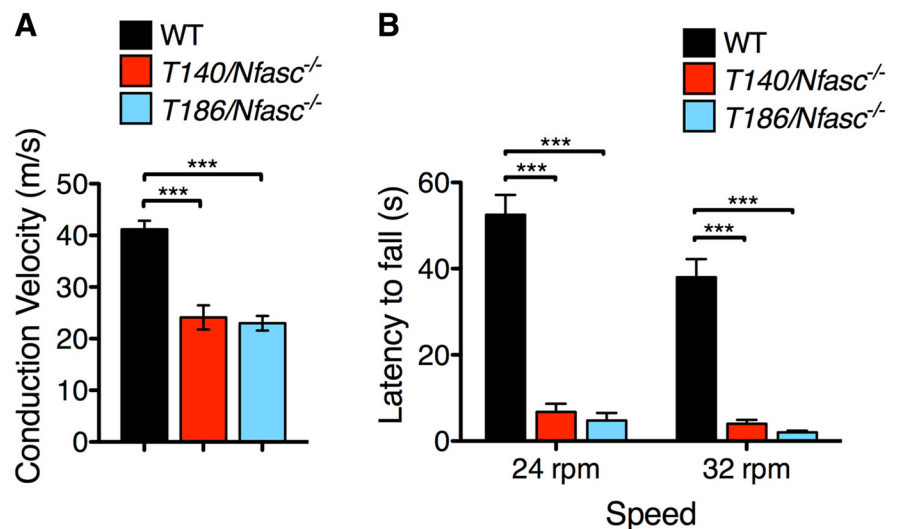 A
WT
T140/Nfasc-/-
T186/Nfasc-/-
Conduction Velocity (m/s)
50
40
30
20
10
0
***
***
B
WT
T140/Nfasc-/-
T186/Nfasc-/-
Latency to fall (s)
60
40
20
0
***
***
***
***
24 rpm
32 rpm
Speed